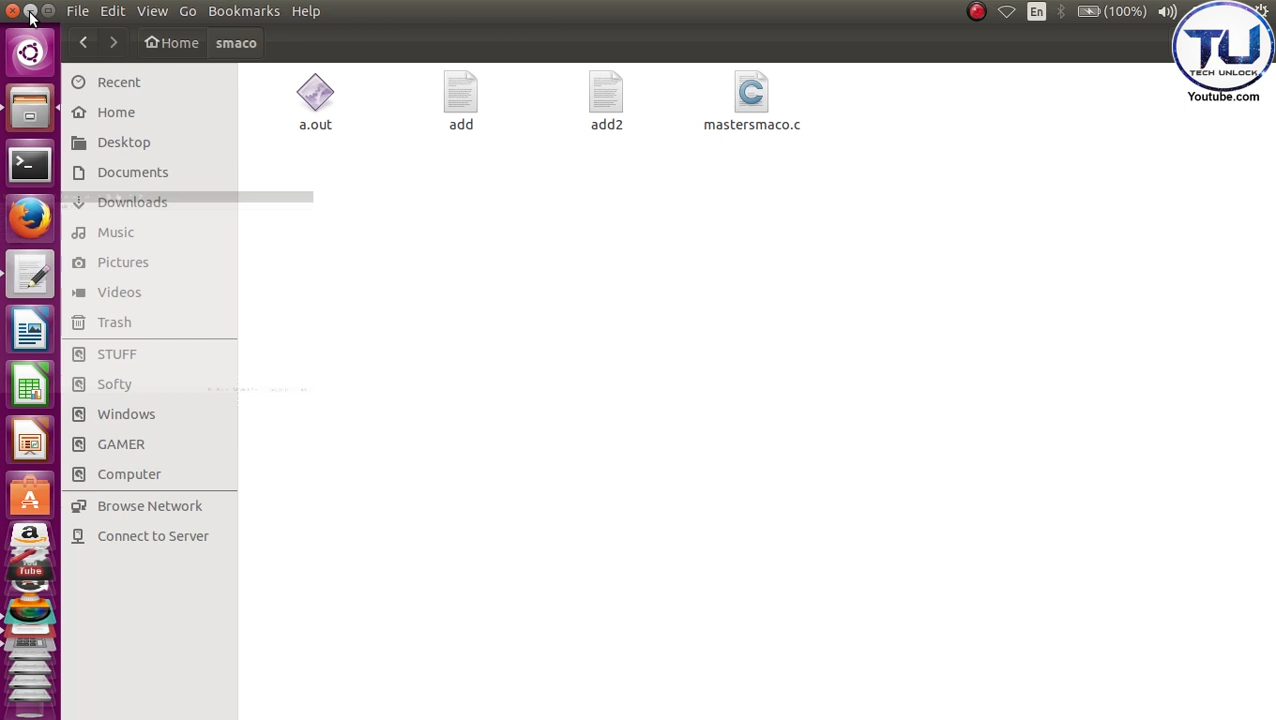 File Edit View Go Bookmarks Help
En (100%)
Home smaco
TU
TECH UNLOCK
Youtube.com
Recent
Home
Desktop
Documents
Downloads
Music
Pictures
Videos
Trash
STUFF
Softy
Windows
GAMER
Computer
Browse Network
Connect to Server
a.out add add2 mastersmaco.c
>_
A
a
You
Tube